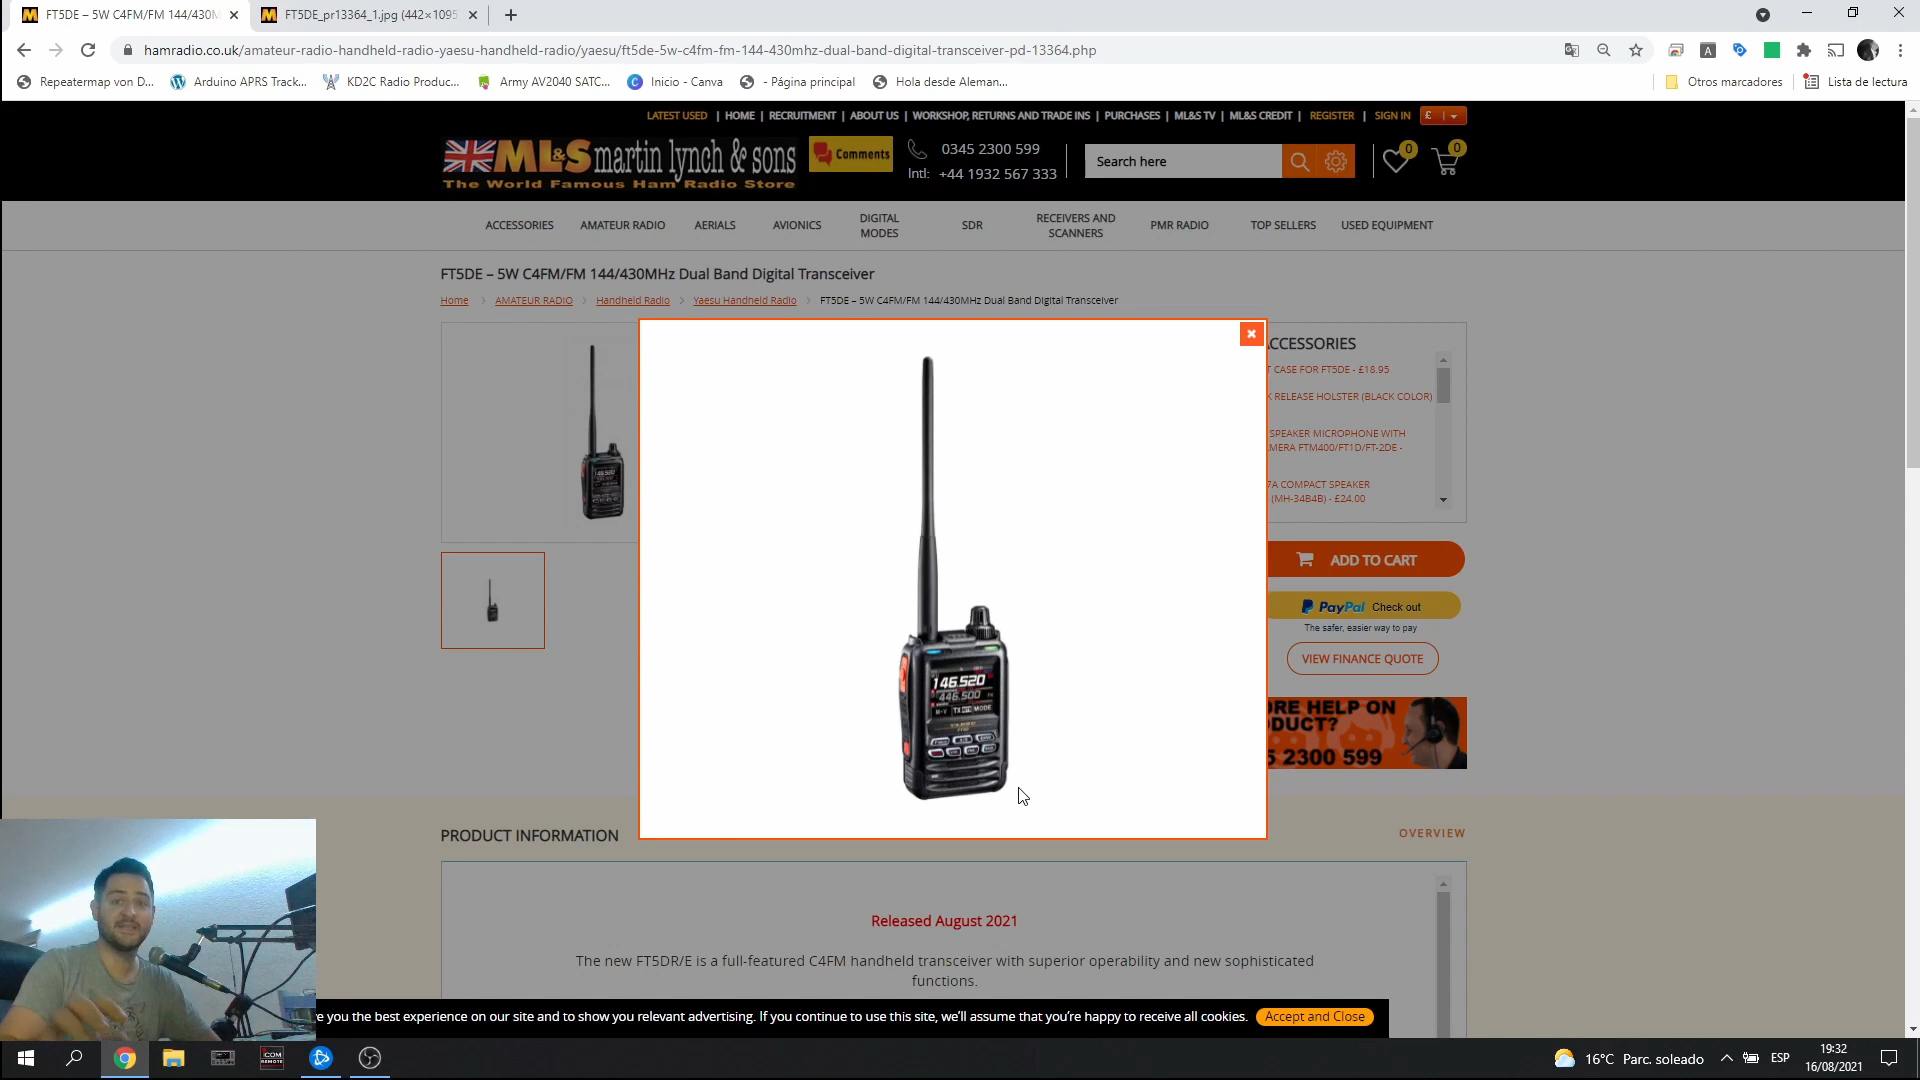 FT5DE – 5W C4FM/FM 144/430M
FT5DE_pr13364_1.jpg (442×1095
hamradio.co.uk/amateur-radio-handheld-radio-yaesu-handheld-radio/yaesu/ft5de-5w-c4fm-fm-144-430mhz-dual-band-digital-transceiver-pd-13364.php
Repeatermap von D...
Arduino APRS Track...
KD2C Radio Produc...
Army AV2040 SATC...
Inicio - Canva
- Página principal
Hola desde Aleman...
Otros marcadores
Lista de lectura
LATEST USED | HOME | RECRUITMENT | ABOUT US | WORKSHOP, RETURNS AND TRADE INS | PURCHASES | ML&S TV | ML&S CREDIT | REGISTER | SIGN IN £
ML&S martin lynch & sons
The World Famous Ham Radio Store
Comments
0345 2300 599
Intl: +44 1932 567 333
Search here
0
0
ACCESSORIES
AMATEUR RADIO
AERIALS
AVIONICS
DIGITAL MODES
SDR
RECEIVERS AND SCANNERS
PMR RADIO
TOP SELLERS
USED EQUIPMENT
FT5DE – 5W C4FM/FM 144/430MHz Dual Band Digital Transceiver
Home > AMATEUR RADIO > Handheld Radio > Yaesu Handheld Radio > FT5DE – 5W C4FM/FM 144/430MHz Dual Band Digital Transceiver
146.520
446.500
M-V TX MODE
YAESU
CCESSORIES
T CASE FOR FT5DE - £18.95
K RELEASE HOLSTER (BLACK COLOR)
SPEAKER MICROPHONE WITH
MERA FTM400/FT1D/FT-2DE -
7A COMPACT SPEAKER
(MH-34B4B) - £24.00
ADD TO CART
PayPal Check out
The safer, easier way to pay
VIEW FINANCE QUOTE
RE HELP ON
DUCT?
5 2300 599
PRODUCT INFORMATION
OVERVIEW
Released August 2021
The new FT5DR/E is a full-featured C4FM handheld transceiver with superior operability and new sophisticated
functions.
e you the best experience on our site and to show you relevant advertising. If you continue to use this site, we'll assume that you're happy to receive all cookies.
Accept and Close
ICOM
REMOTE
16°C Parc. soleado
ESP
19:32
16/08/2021